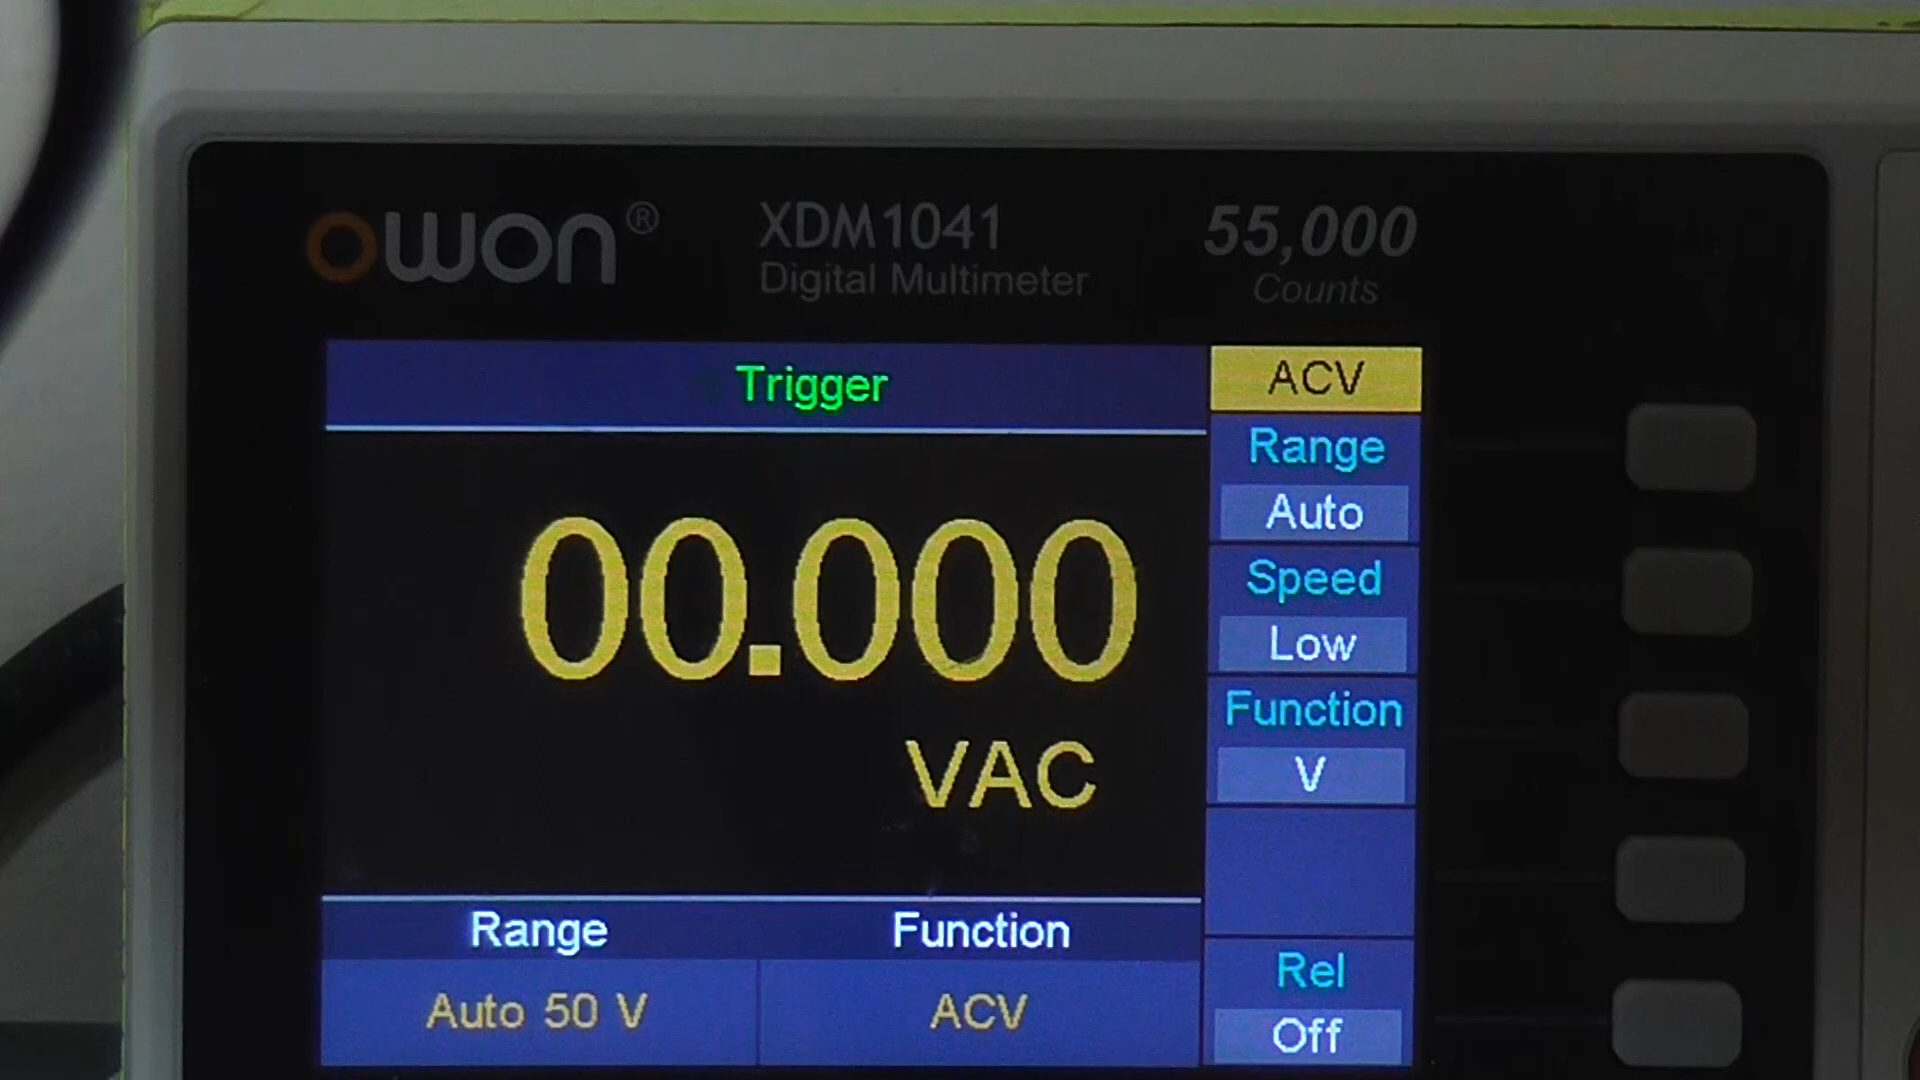 owon®
XDM1041
Digital Multimeter
55,000
Counts
Trigger
00.000
VAC
Range
Function
Auto 50 V
ACV
ACV
Range
Auto
Speed
Low
Function
V
Rel
Off